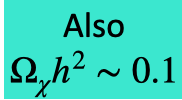 Also
Ωᵪh² ~ 0.1